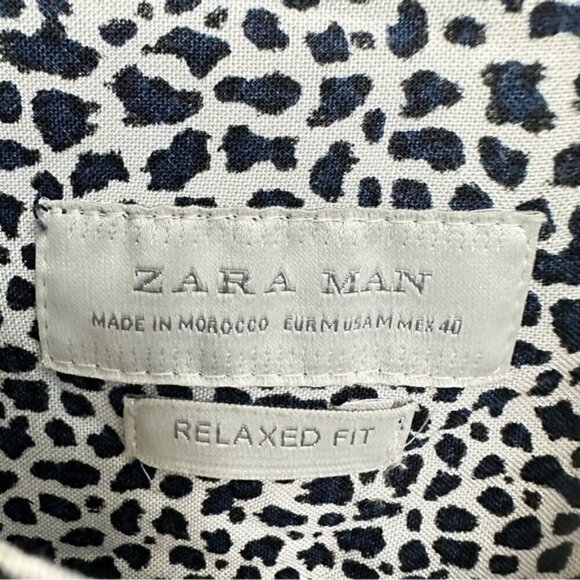 ZARA MAN
MADE IN MOROCCO EUR M USA M MEX 40
RELAXED FIT